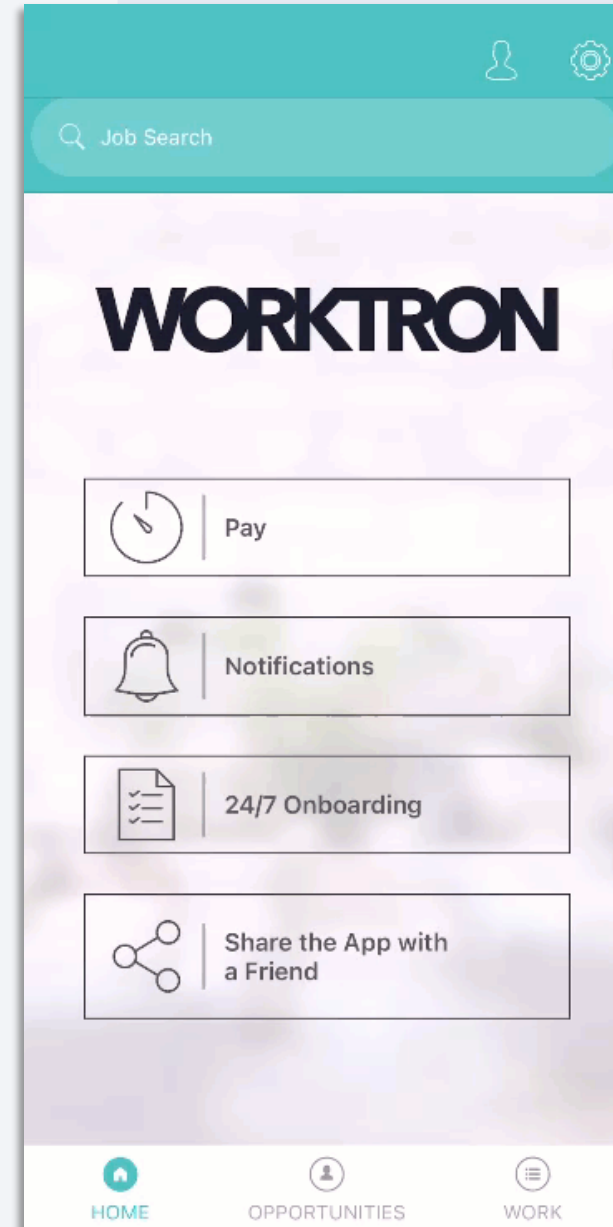 Job Search
WORKTRON
Pay
Notifications
24/7 Onboarding
Share the App with
a Friend
HOME
OPPORTUNITIES
WORK